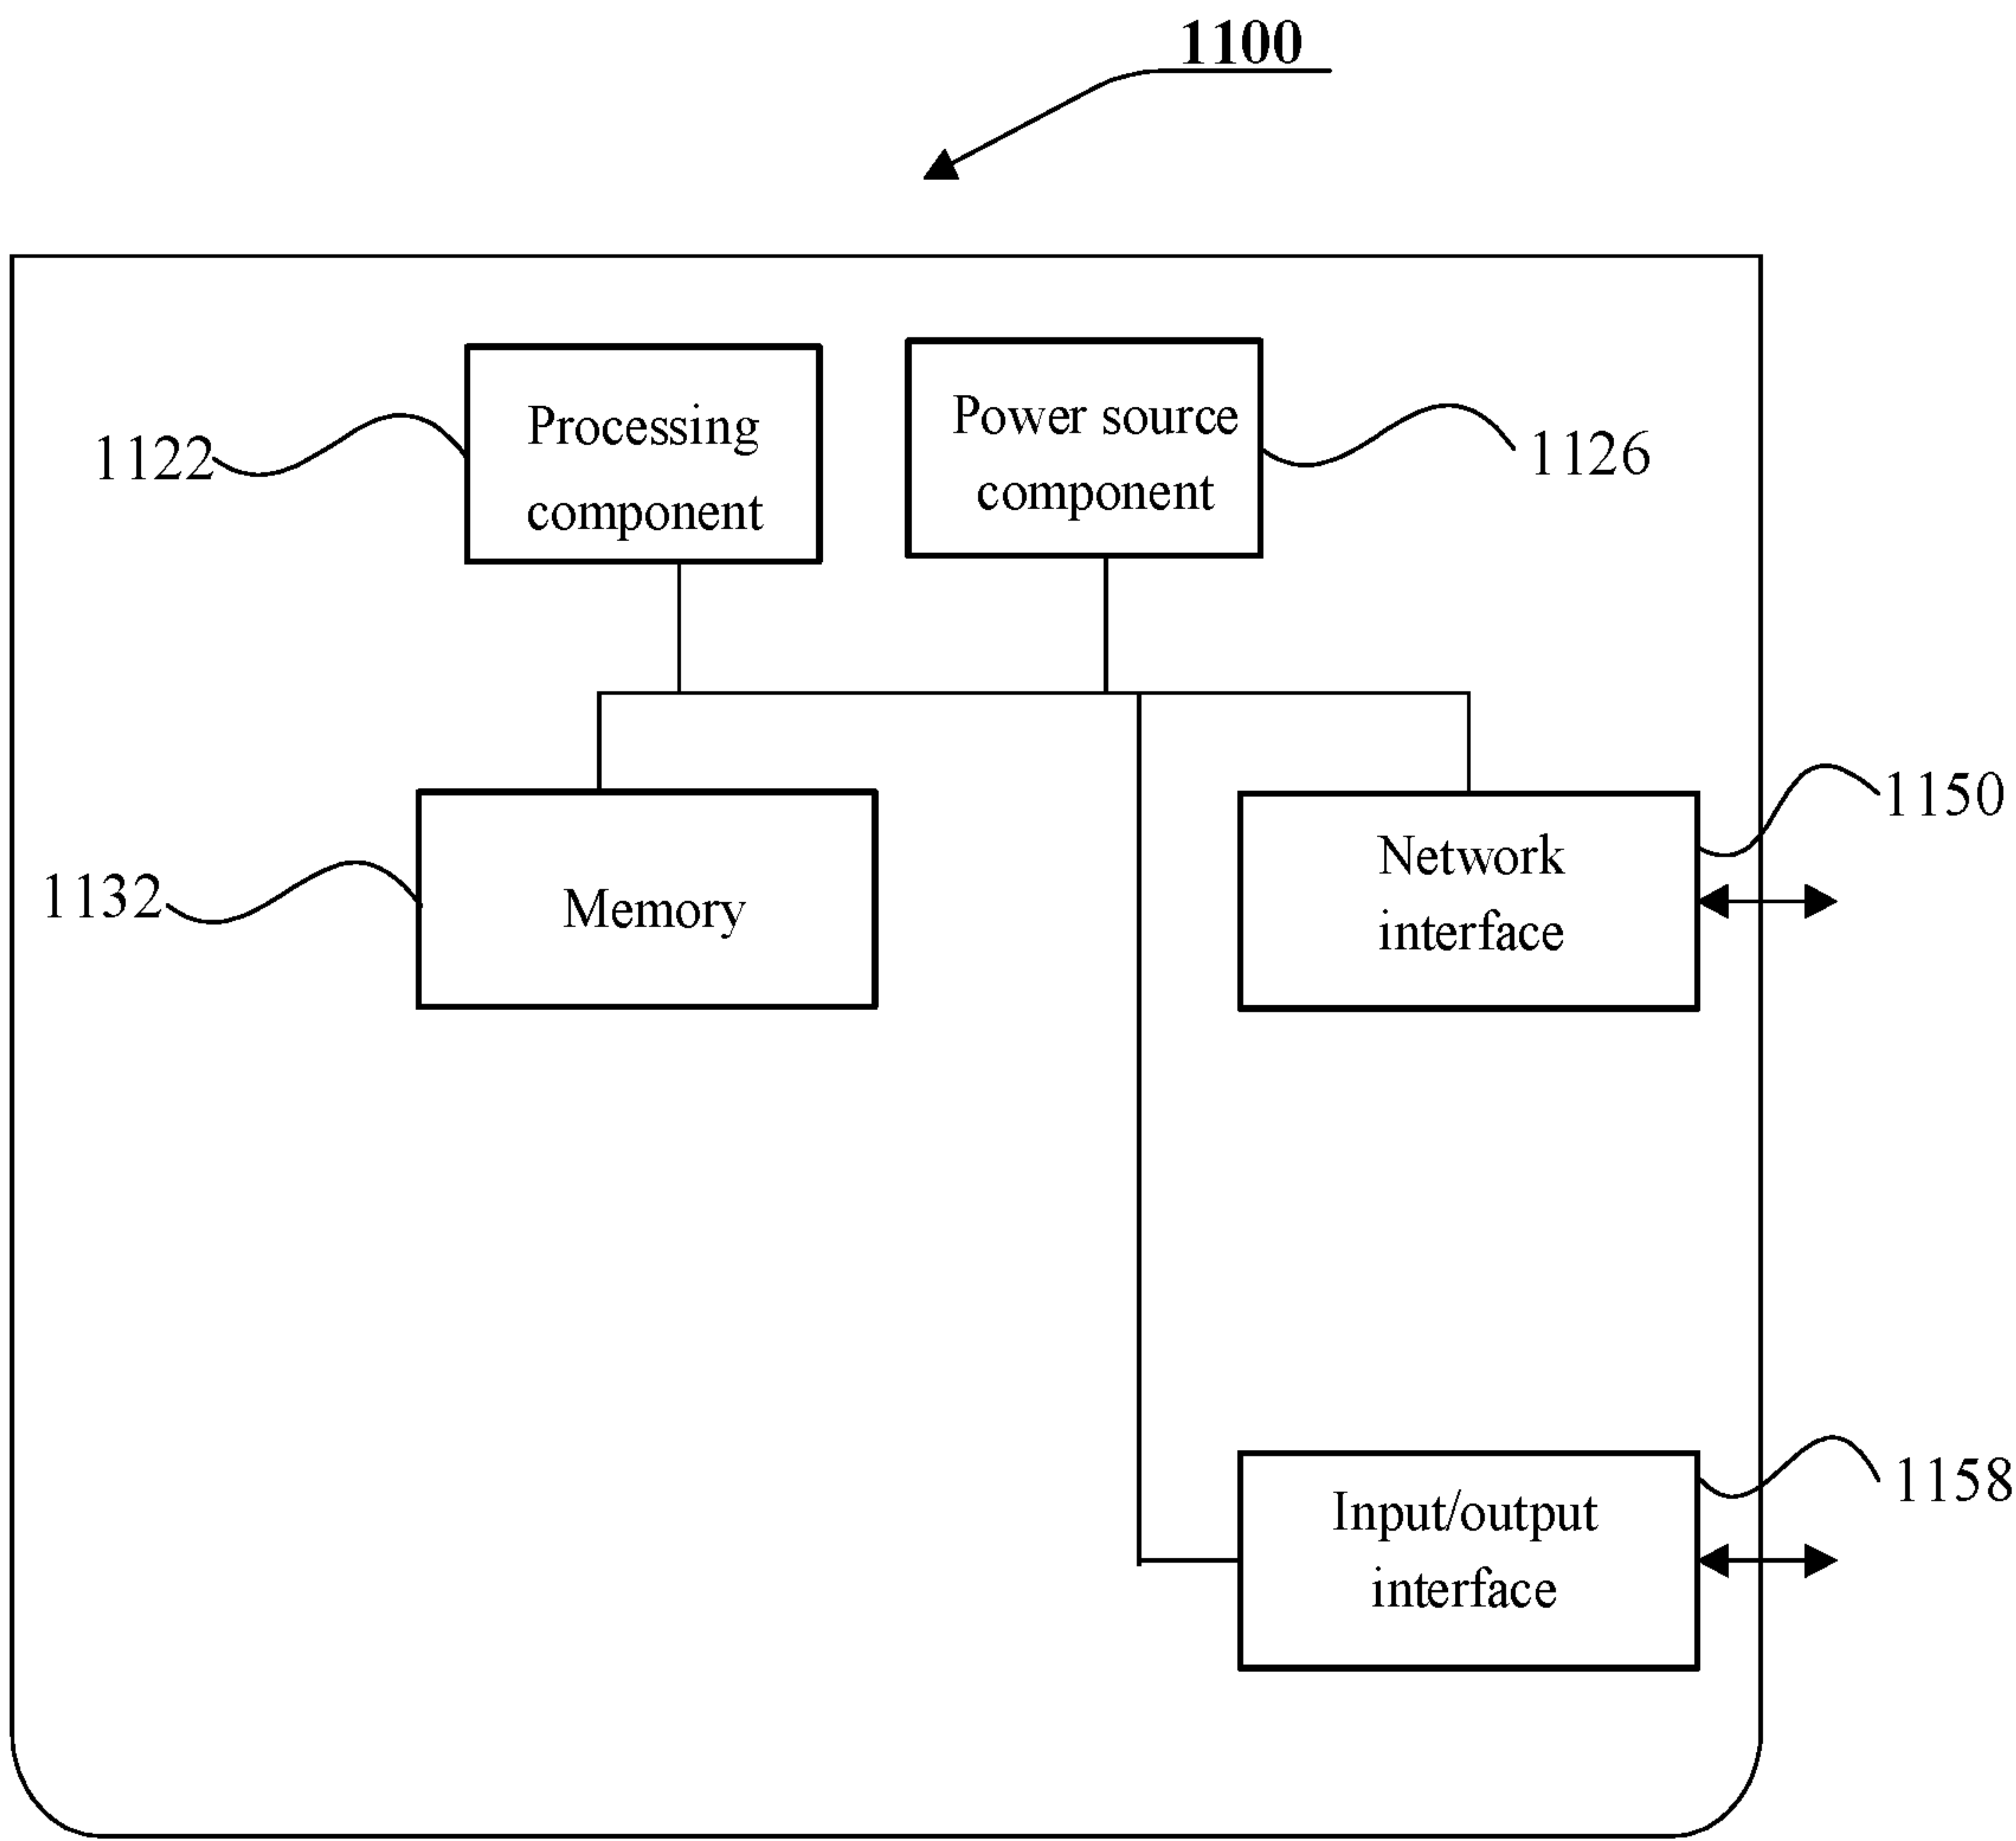 1100
Processing
component
Power source
component
1122
1126
1150
Network
interface
1132
Memory
1158
Input/output
interface